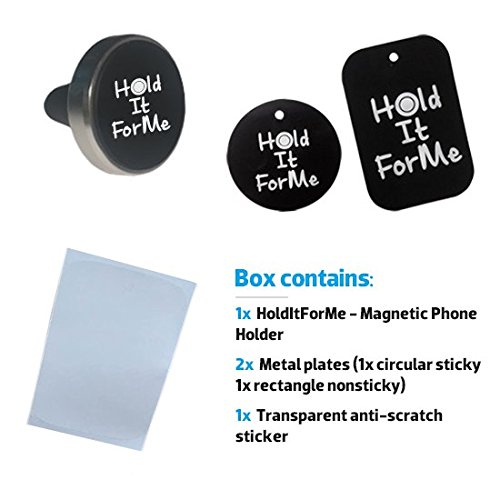 Hold
It
ForMe
Hold
It
ForMe
Hold
It
ForMe
Box contains:
1x HoldItForMe - Magnetic Phone
Holder
2x Metal plates (1x circular sticky
1x rectangle nonsticky)
1x Transparent anti-scratch
sticker